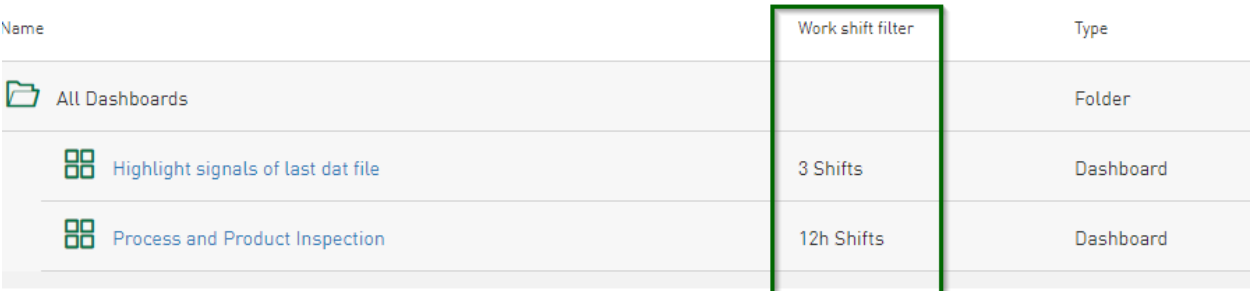 Name Work shift filter Type
All Dashboards Folder
Highlight signals of last dat file 3 Shifts Dashboard
Process and Product Inspection 12h Shifts Dashboard